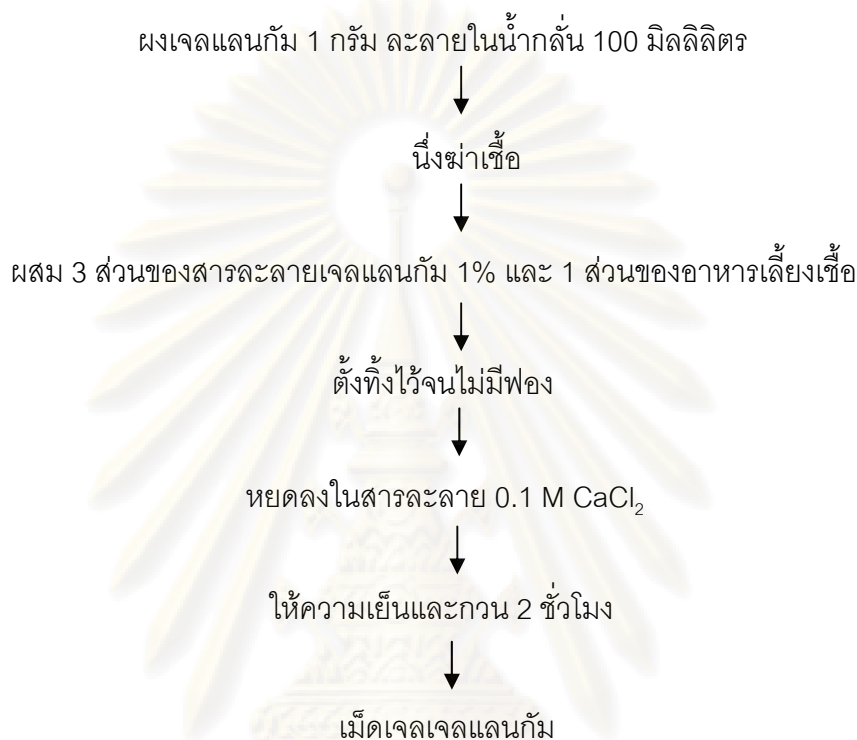 ผงเจลแลนกัม 1 กรัม ละลายในน้ำกลั่น 100 มิลลิลิตร
นึ่งฆ่าเชื้อ
ผสม 3 ส่วนของสารละลายเจลแลนกัม 1% และ 1 ส่วนของอาหารเลี้ยงเชื้อ
ตั้งทิ้งไว้จนไม่มีฟอง
หยดลงในสารละลาย 0.1 M CaCl₂
ให้ความเย็นและกวน 2 ชั่วโมง
เม็ดเจลเจลแลนกัม